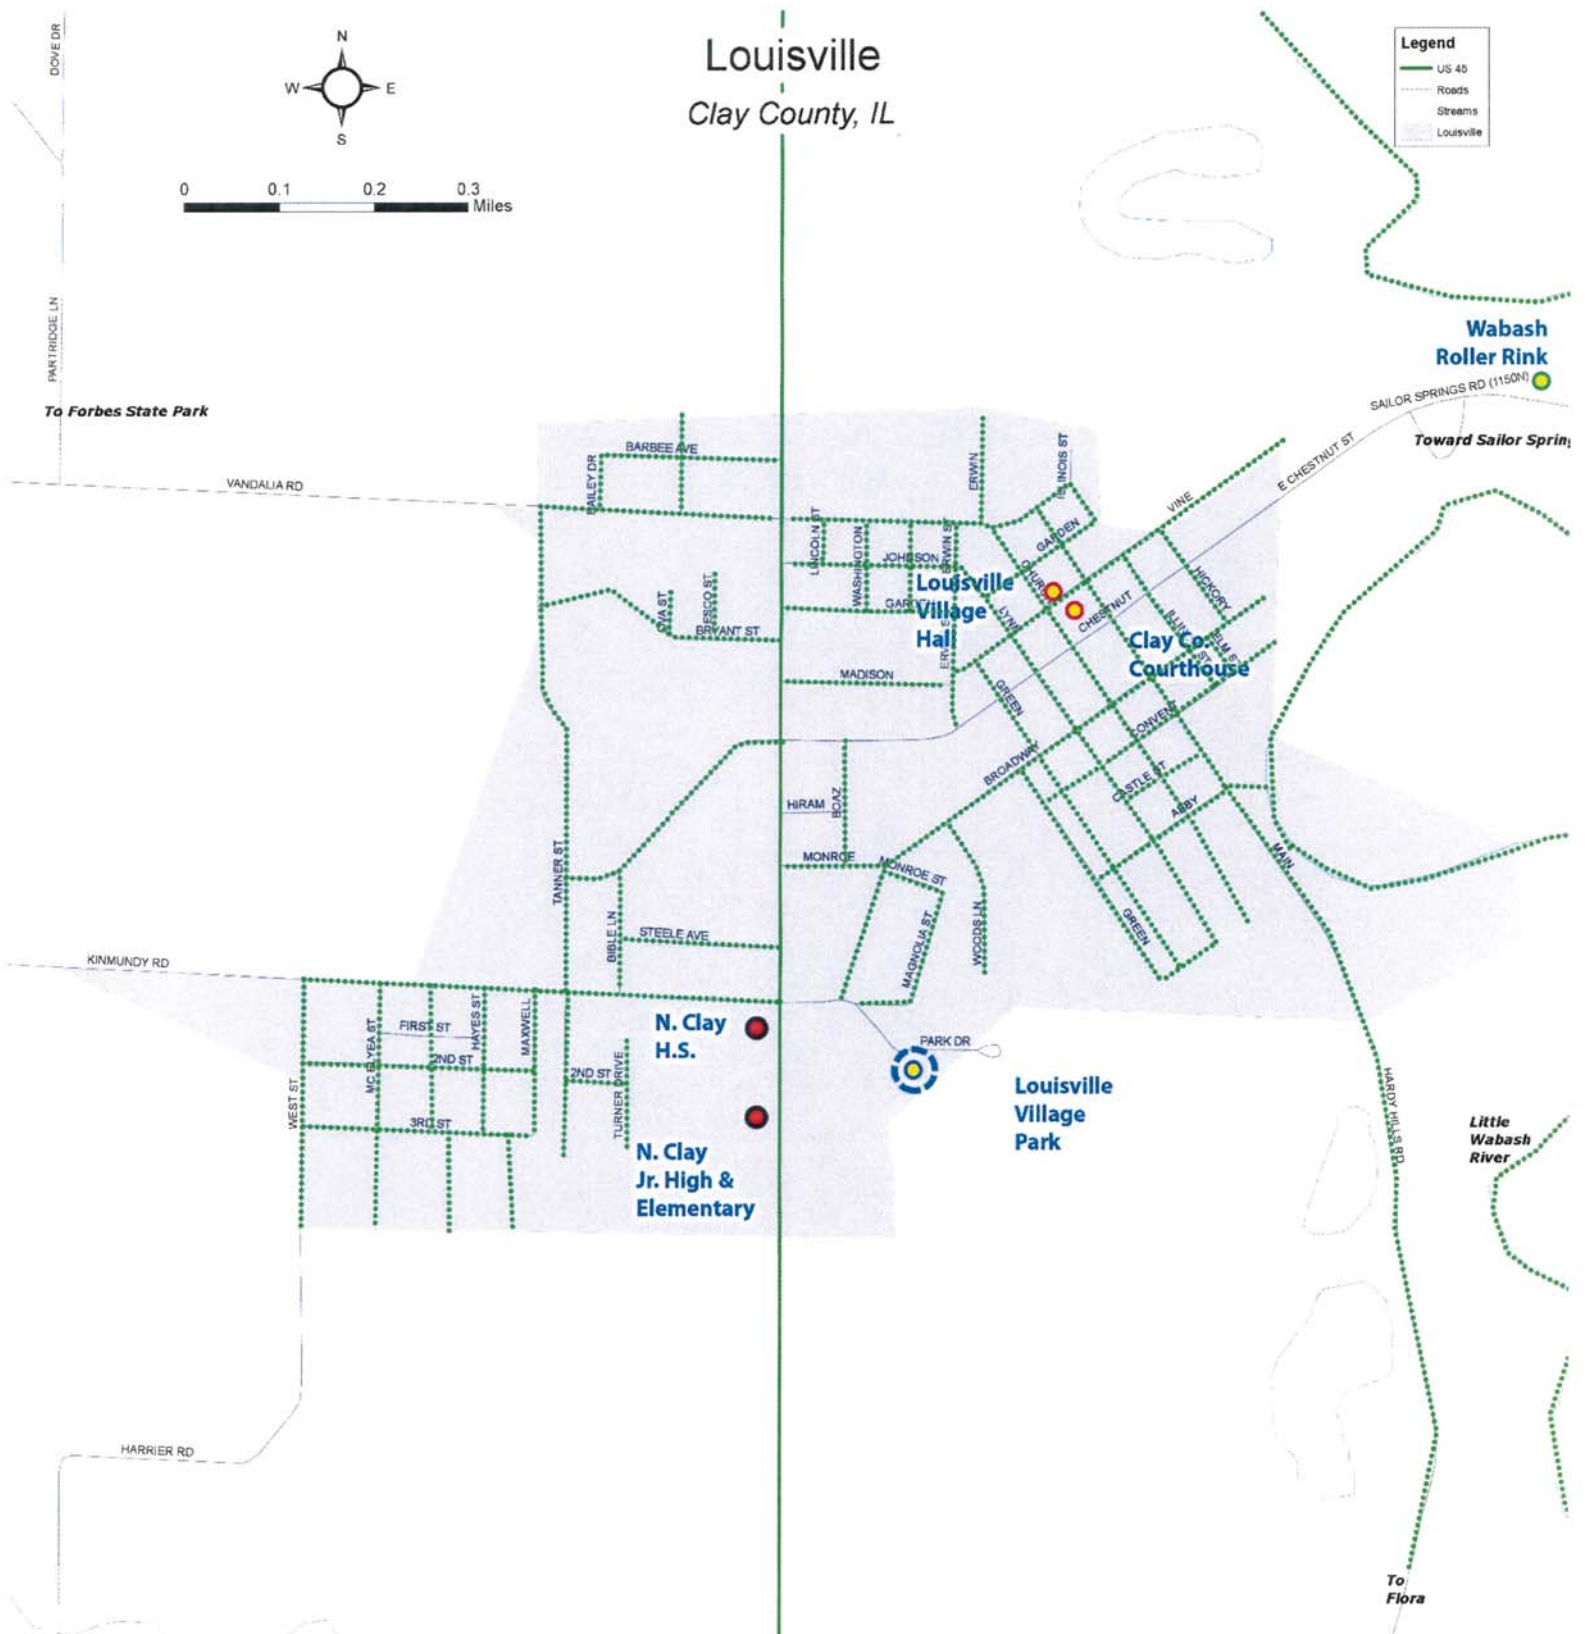 Louisville
Clay County, IL
N
W
E
S
0
0.1
0.2
0.3
Miles
Legend
US 45
Roads
Streams
Louisville
DOVE DR
PARTRIDGE LN
To Forbes State Park
VANDALIA RD
Wabash
Roller Rink
SAILOR SPRINGS RD (1150N)
E CHESTNUT ST
BARBEE AVE
BAILEY DR
ERWIN
ILLINOIS ST
VINE
LINCOLN ST
WASHINGTON
ERWIN ST
GARDEN
CHURCH
HICKORY
Louisville
Village
Hall
LYNN
CHESTNUT
Clay Co.
Courthouse
ELM ST
BRYANT ST
MADISON
GREEN
CONVENT
BROADWAY
CASTLE ST
ABBY
HIRAM
BOAZ
MONROE
MONROE ST
MAIN
TANNER ST
BIBLE LN
STEELE AVE
MAGNOLIA ST
WOODS LN
GREEN
KINMUNDY RD
FIRST ST
HAYES ST
MAXWELL
2ND ST
WEST ST
3RD ST
2ND ST
TURNER DRIVE
N. Clay
H.S.
PARK DR
Louisville
Village
Park
N. Clay
Jr. High &
Elementary
HARDY HILLS RD
Little
Wabash
River
HARRIER RD
To
Flora